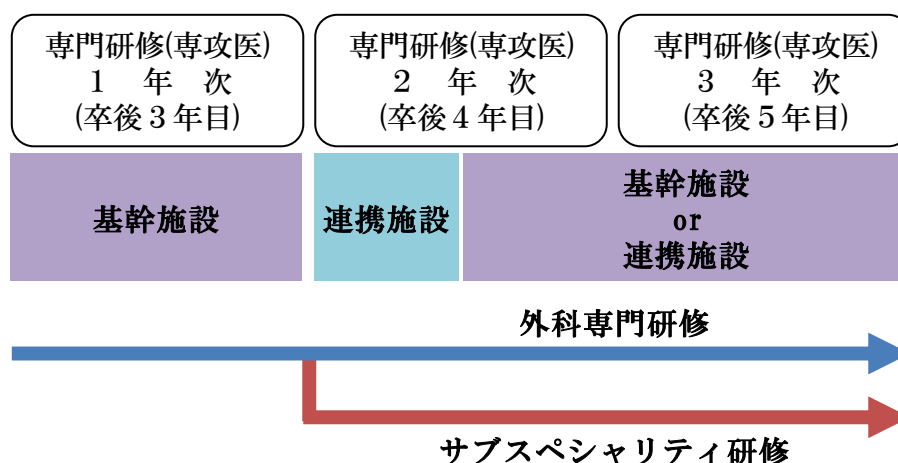 専門研修(専攻医)
1 年 次
(卒後3年目)
専門研修(専攻医)
2 年 次
(卒後4年目)
専門研修(専攻医)
3 年 次
(卒後5年目)
基幹施設
連携施設
基幹施設
or
連携施設
外科専門研修
サブスペシャリティ研修